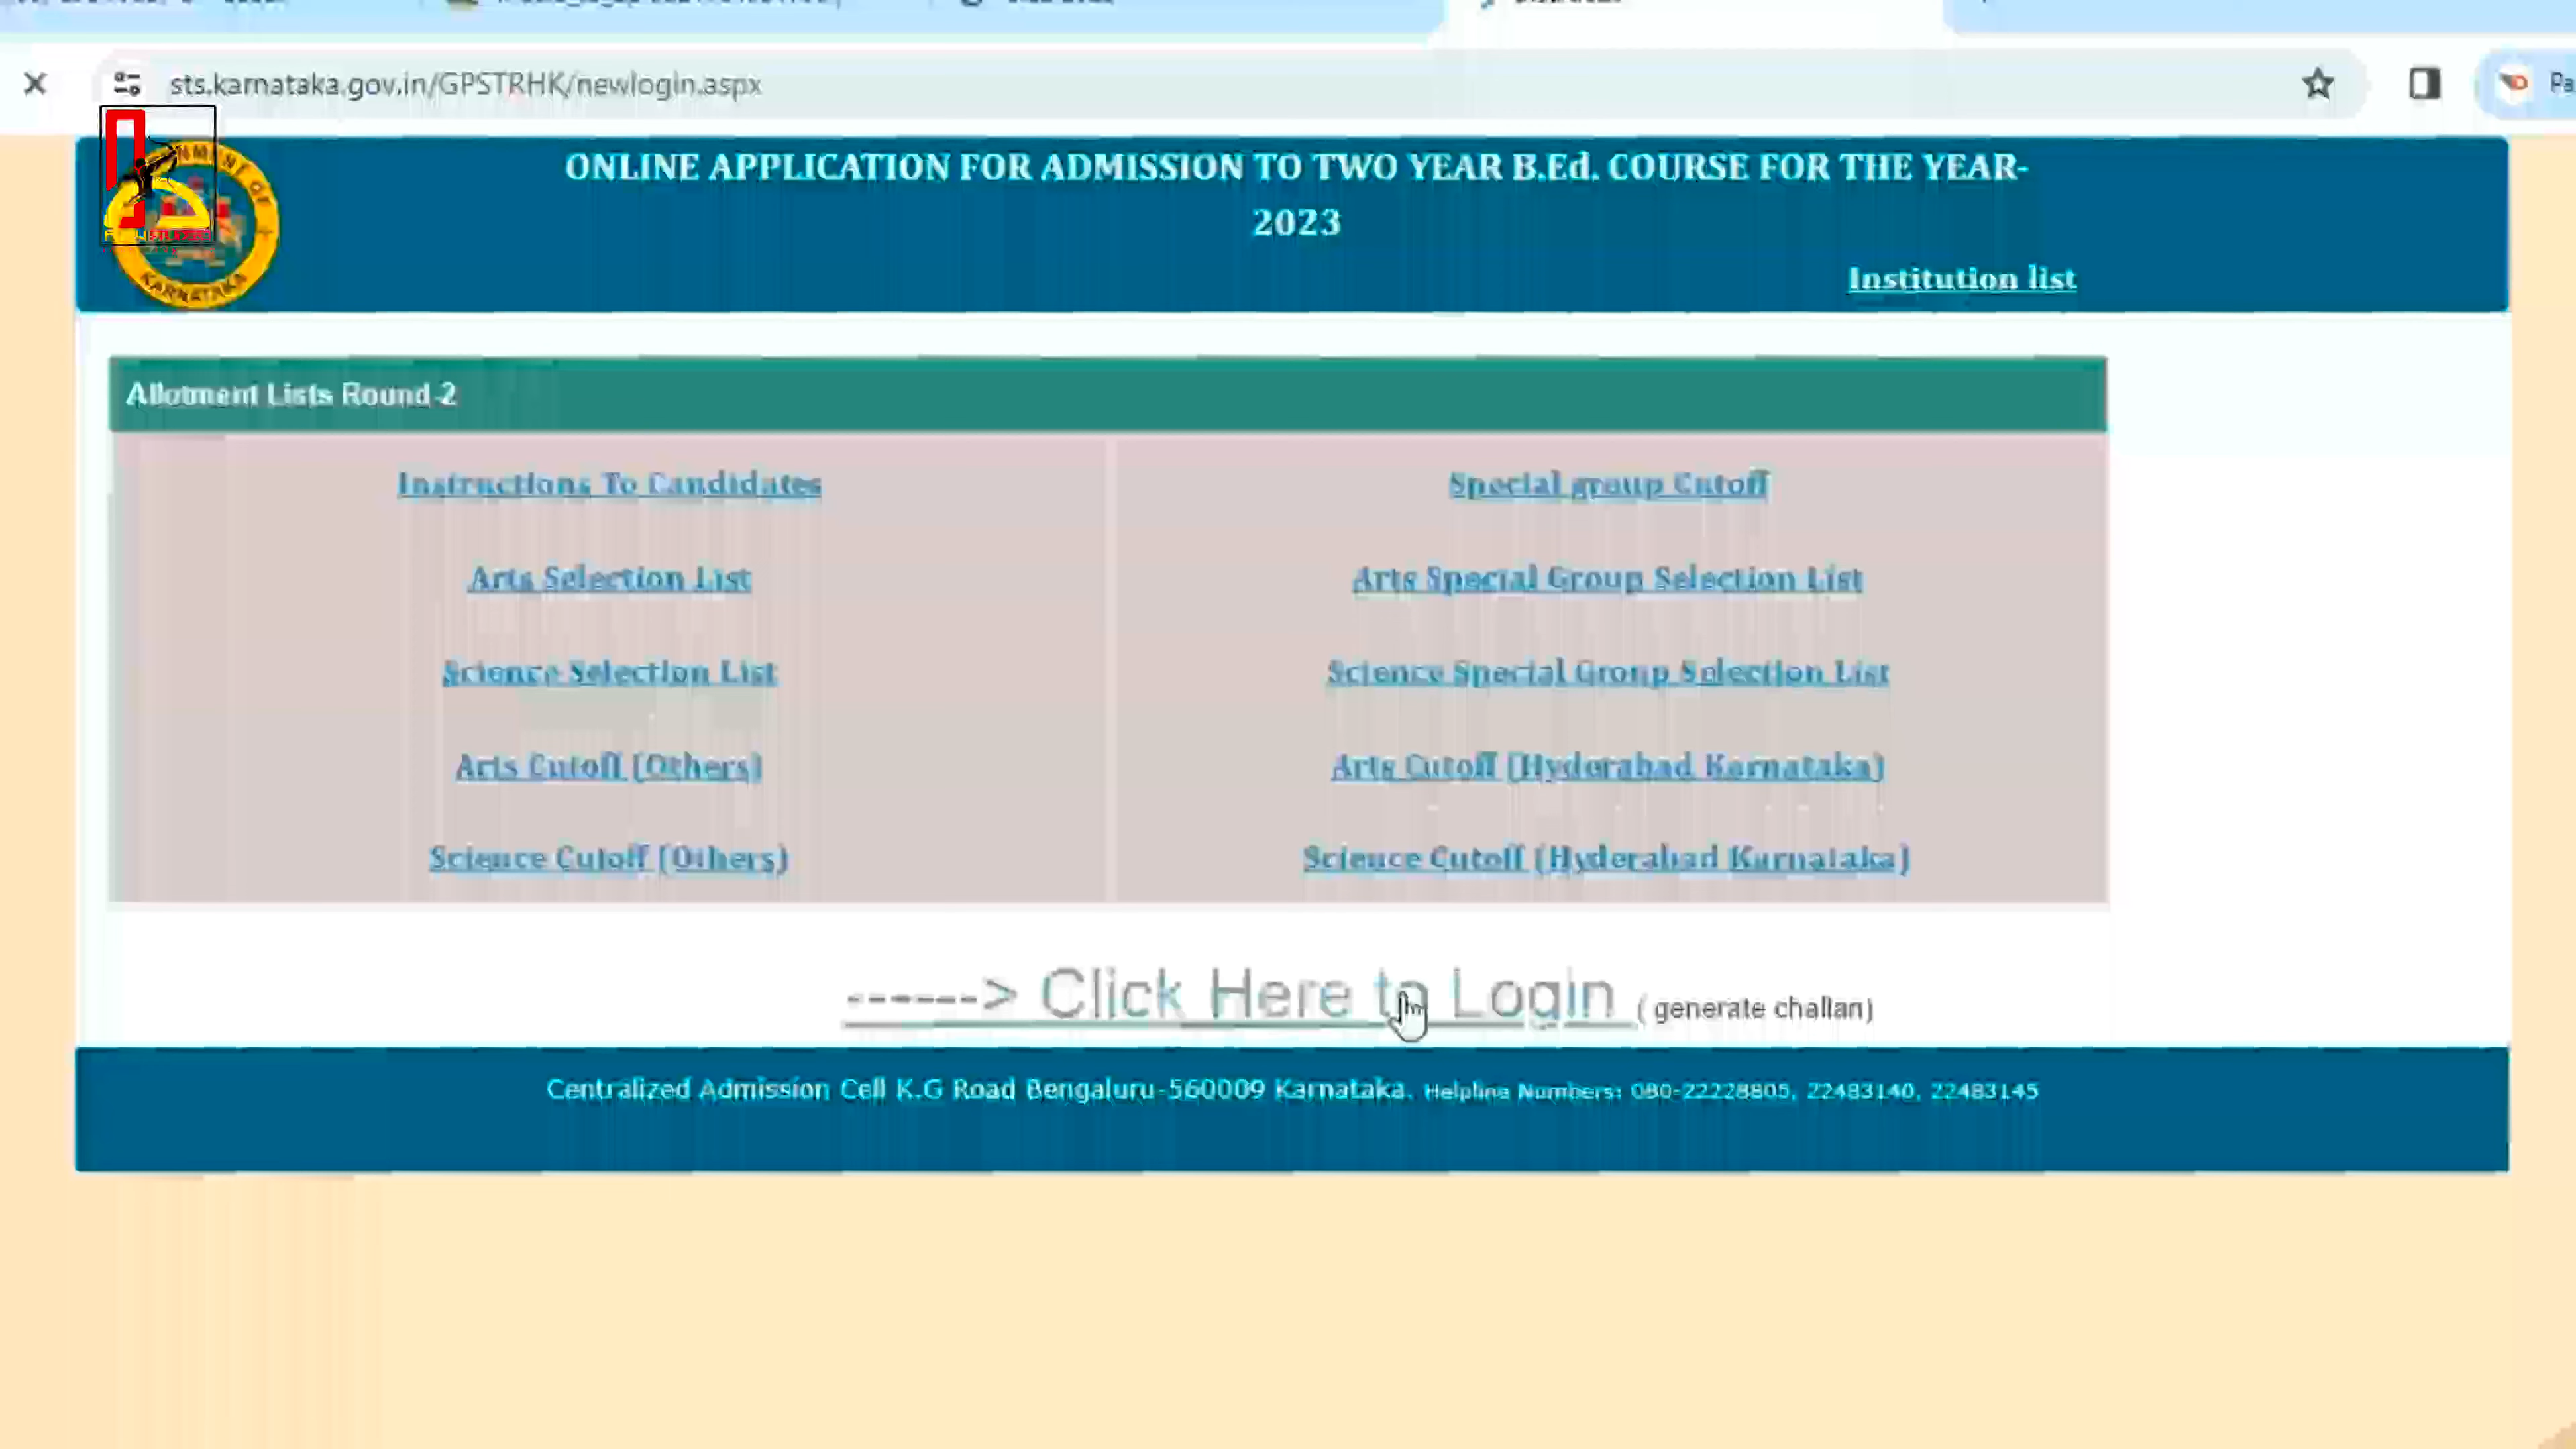 sts.karnataka.gov.in/GPSTRHK/newlogin.aspx
Pa
ONLINE APPLICATION FOR ADMISSION TO TWO YEAR B.Ed. COURSE FOR THE YEAR-
2023
KARNATAKA
Institution list
Allotment Lists Round-2
Instructions To Candidates
Special group Cutoff
Arts Selection List
Arts Special Group Selection List
Science Selection List
Science Special Group Selection List
Arts Cutoff (Others)
Arts Cutoff (Hyderabad Karnataka)
Science Cutoff (Others)
Science Cutoff (Hyderabad Karnataka)
------> Click Here to Login ( generate challan)
Centralized Admission Cell K.G Road Bengaluru-560009 Karnataka. Helpline Numbers: 080-22228805, 22483140, 22483145